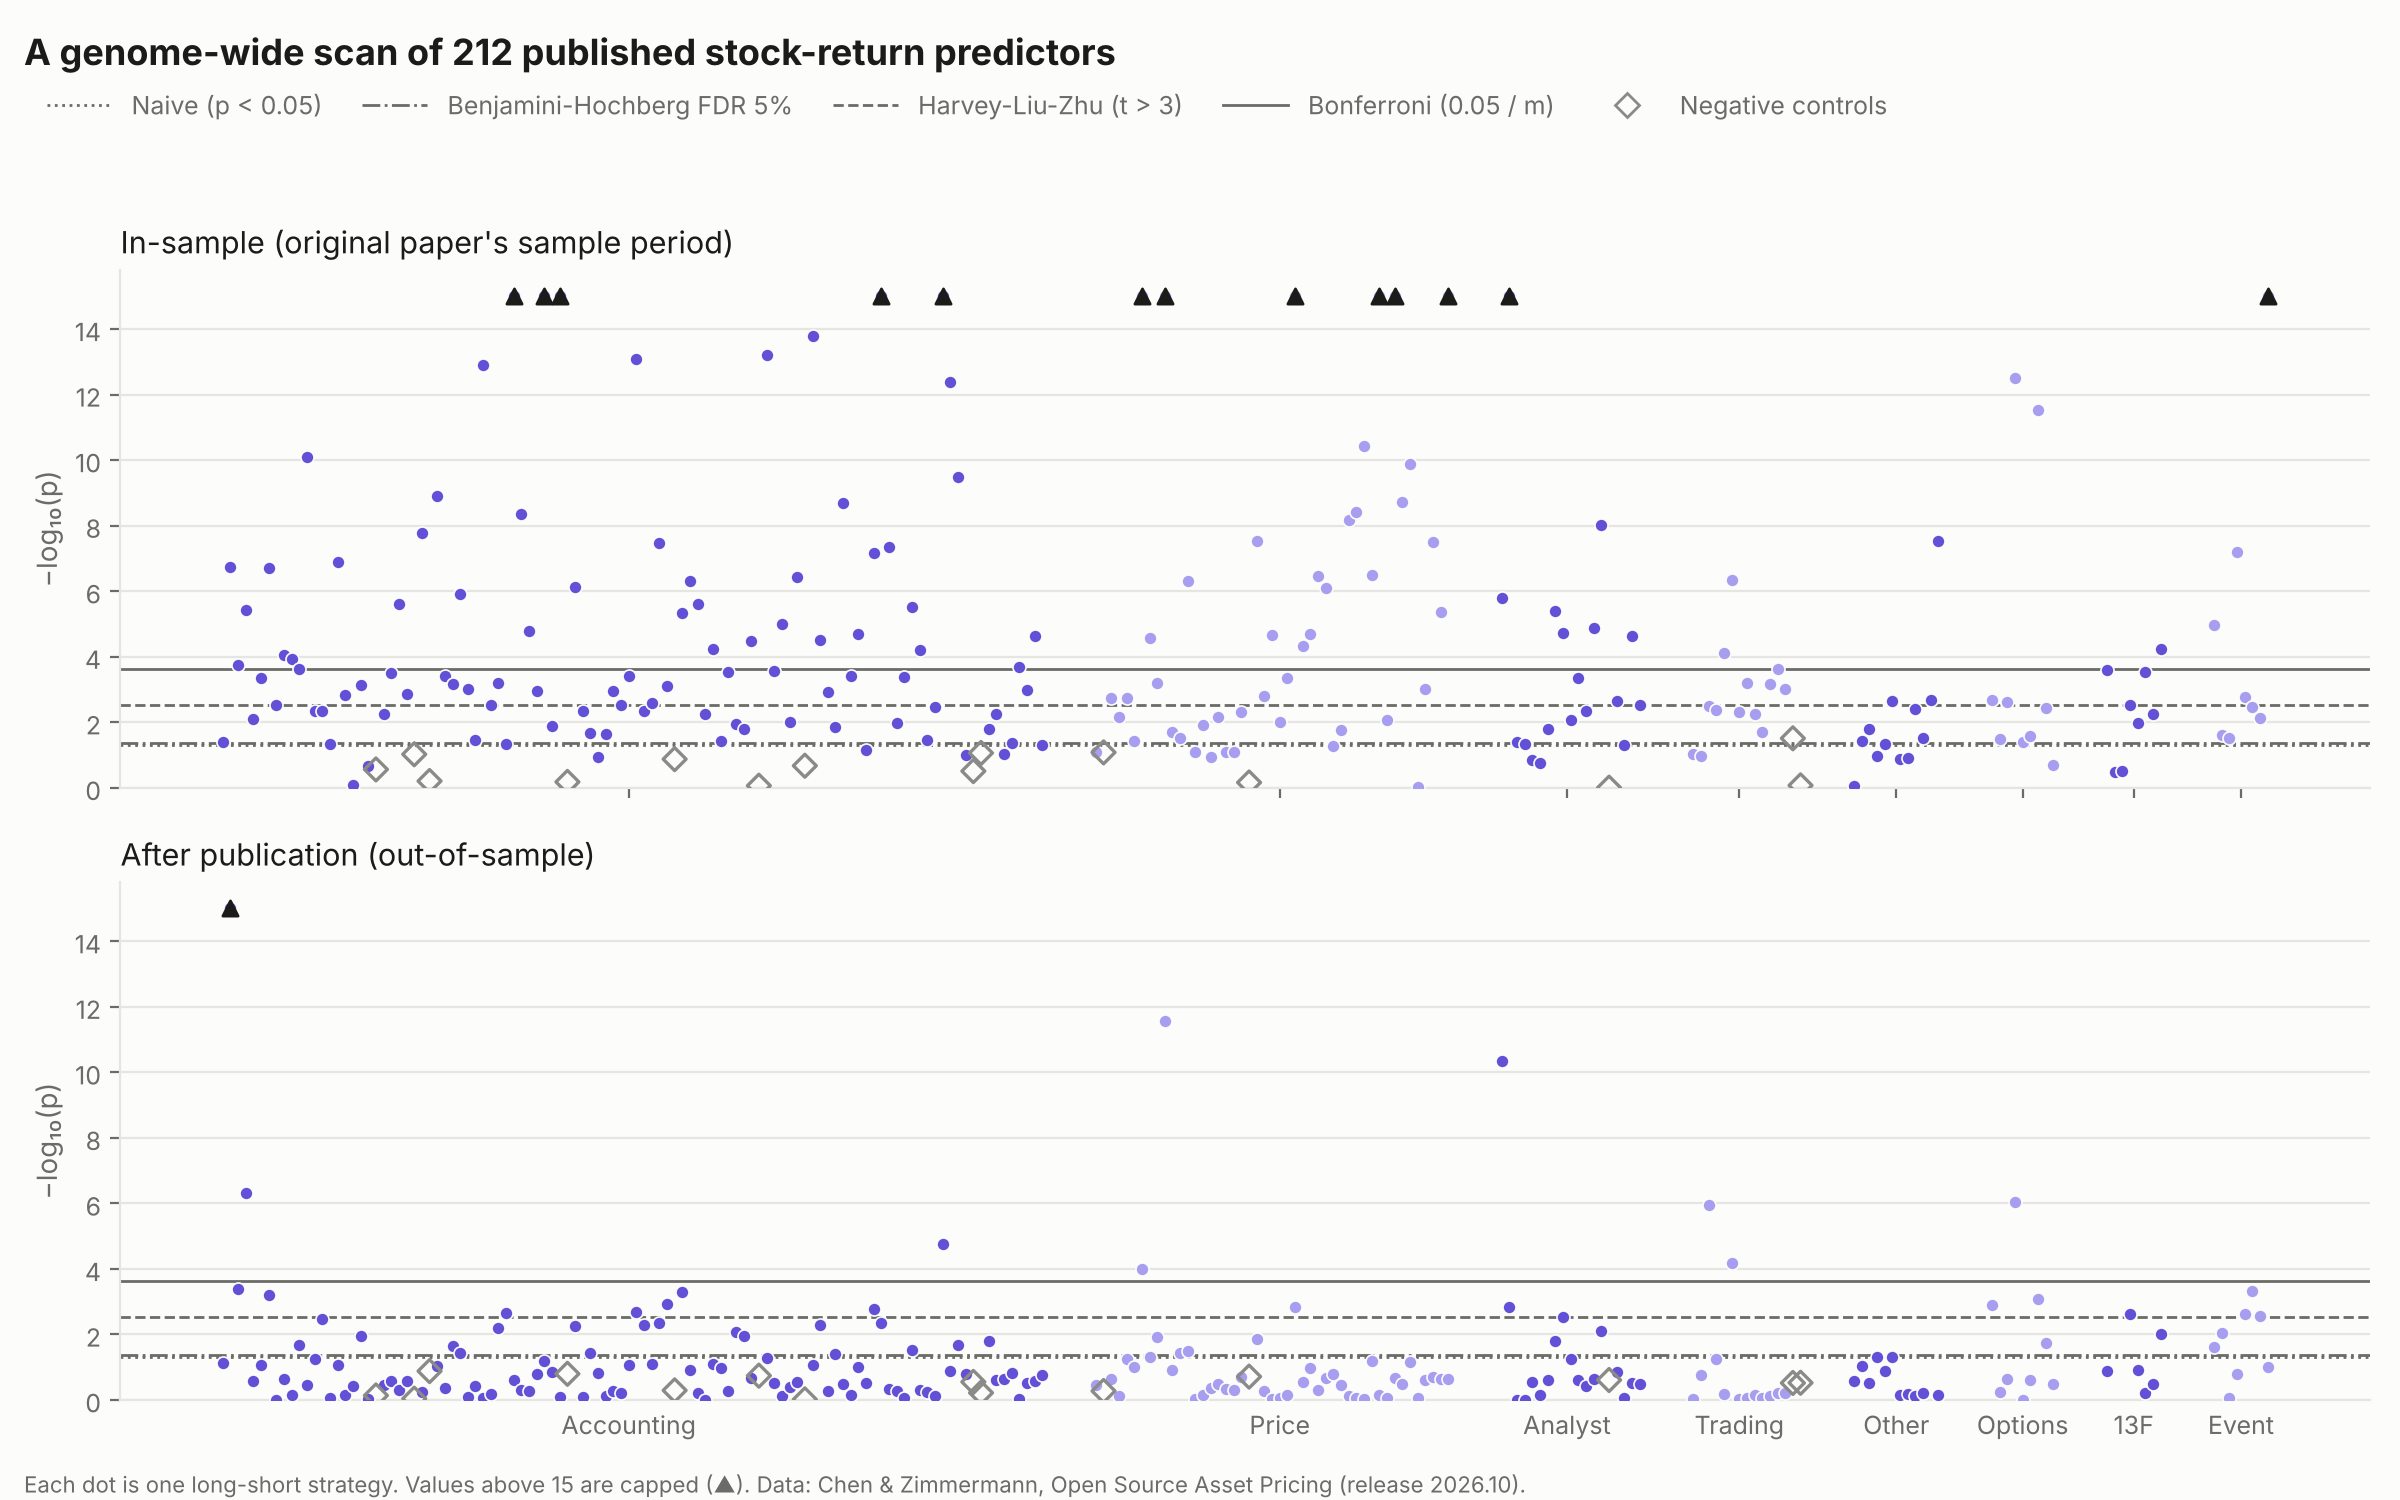 A genome-wide scan of 212 published stock-return predictors
Naive (p < 0.05) Benjamini-Hochberg FDR 5% Harvey-Liu-Zhu (t > 3) Bonferroni (0.05 / m) Negative controls
In-sample (original paper's sample period)
14
12
10
8
6
4
2
0
−log₁₀(p)
After publication (out-of-sample)
14
12
10
8
6
4
2
0
−log₁₀(p)
Accounting Price Analyst Trading Other Options 13F Event
Each dot is one long-short strategy. Values above 15 are capped (▲). Data: Chen & Zimmermann, Open Source Asset Pricing (release 2026.10).